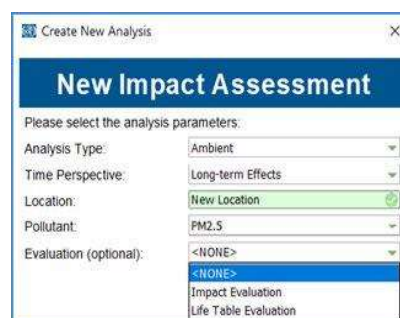 Create New Analysis
New Impact Assessment
Please select the analysis parameters:
Analysis Type: Ambient
Time Perspective: Long-term Effects
Location: New Location
Pollutant: PM2.5
Evaluation (optional): <NONE>
<NONE>
Impact Evaluation
Life Table Evaluation